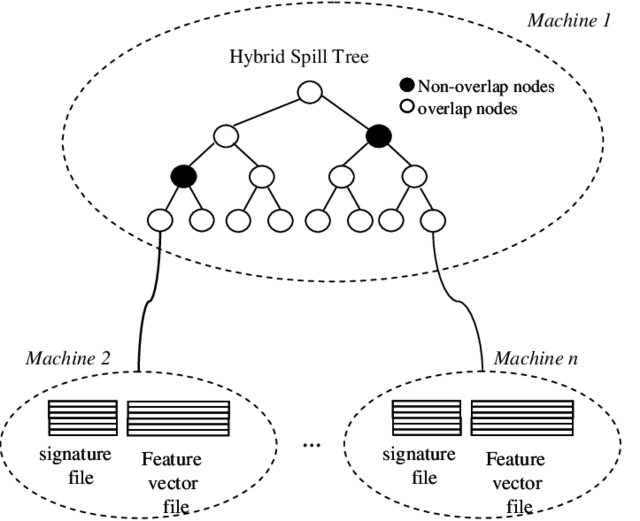 Machine 1
Hybrid Spill Tree
Non-overlap nodes
overlap nodes
Machine 2
Machine n
signature
file
Feature
vector
file
...
signature
file
Feature
vector
file